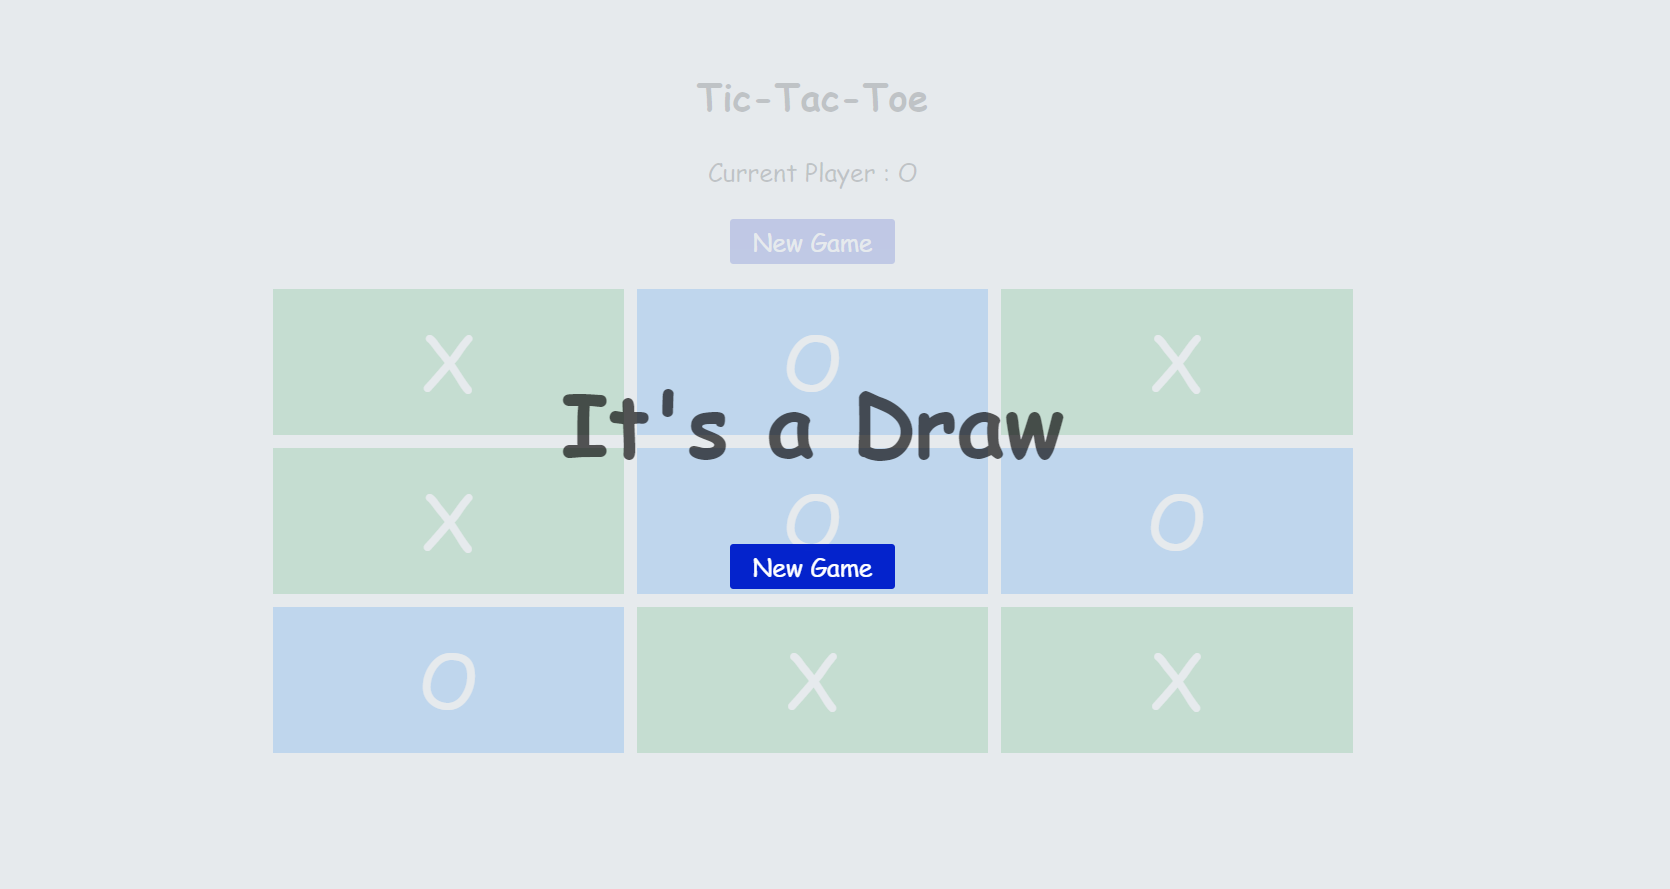 Tic-Tac-Toe
Current Player : O
New Game
X O X
It's a Draw
X O O
New Game
O X X